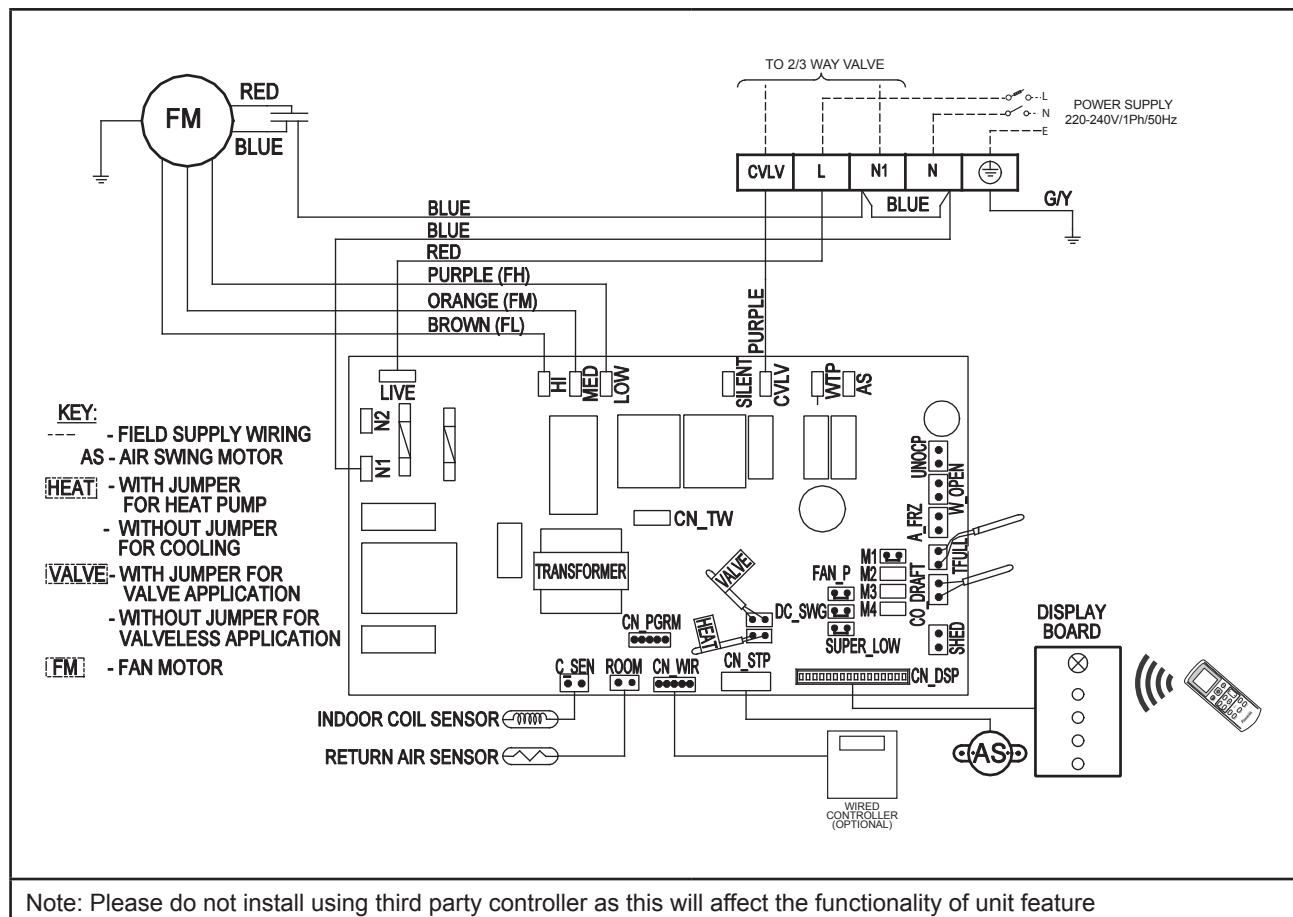 TO 2/3 WAY VALVE
RED
FM
BLUE
L
N
E
POWER SUPPLY
220-240V/1Ph/50Hz
CVLV
L
N1
N
BLUE
G/Y
BLUE
BLUE
RED
PURPLE (FH)
ORANGE (FM)
BROWN (FL)
PURPLE
LIVE
HI
MED
LOW
SILENT
CVLV
WTP
AS
N2
N1
KEY:
--- - FIELD SUPPLY WIRING
AS - AIR SWING MOTOR
HEAT - WITH JUMPER
FOR HEAT PUMP
- WITHOUT JUMPER
FOR COOLING
VALVE - WITH JUMPER FOR
VALVE APPLICATION
- WITHOUT JUMPER FOR
VALVELESS APPLICATION
FM - FAN MOTOR
UNOCP
W_OPEN
A_FRZ
TFULL
CO_DRAFT
SHED
CN_TW
TRANSFORMER
M1
M2
M3
M4
FAN_P
DC_SWG
SUPER_LOW
VALVE
HEAT
CN_PGRM
C_SEN
ROOM
CN_WIR
CN_STP
CN_DSP
DISPLAY
BOARD
INDOOR COIL SENSOR
RETURN AIR SENSOR
AS
WIRED
CONTROLLER
(OPTIONAL)
Panasonic
Note: Please do not install using third party controller as this will affect the functionality of unit feature